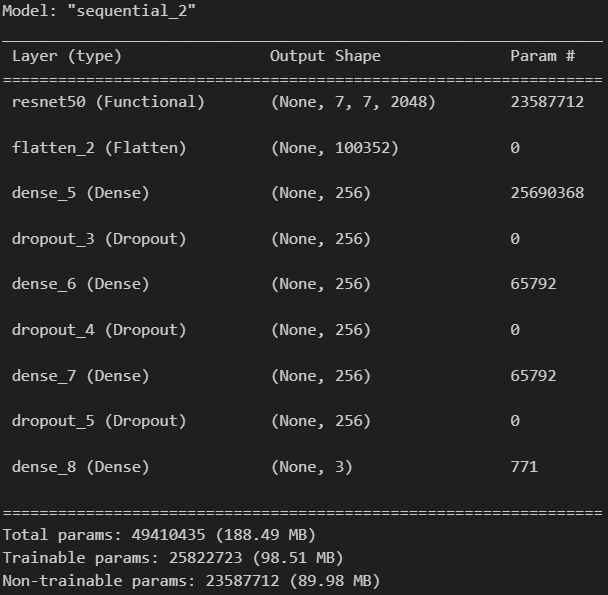 Model: "sequential_2"
_________________________________________________________________
Layer (type) Output Shape Param #
=================================================================
resnet50 (Functional) (None, 7, 7, 2048) 23587712
flatten_2 (Flatten) (None, 100352) 0
dense_5 (Dense) (None, 256) 25690368
dropout_3 (Dropout) (None, 256) 0
dense_6 (Dense) (None, 256) 65792
dropout_4 (Dropout) (None, 256) 0
dense_7 (Dense) (None, 256) 65792
dropout_5 (Dropout) (None, 256) 0
dense_8 (Dense) (None, 3) 771
=================================================================
Total params: 49410435 (188.49 MB)
Trainable params: 25822723 (98.51 MB)
Non-trainable params: 23587712 (89.98 MB)